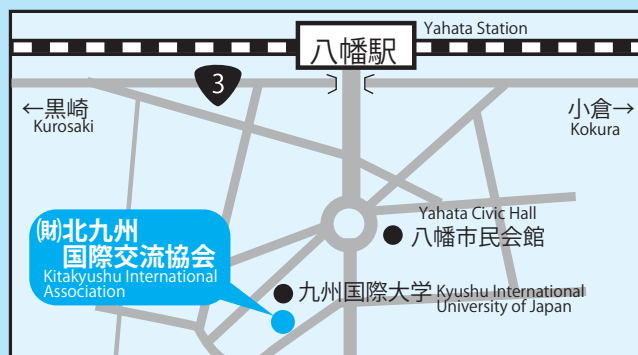 八幡駅
Yahata Station
3
←黒崎
Kurosaki
小倉→
Kokura
Yahata Civic Hall
八幡市民会館
㈶北九州
国際交流協会
Kitakyushu International
Association
九州国際大学 Kyushu International
University of Japan